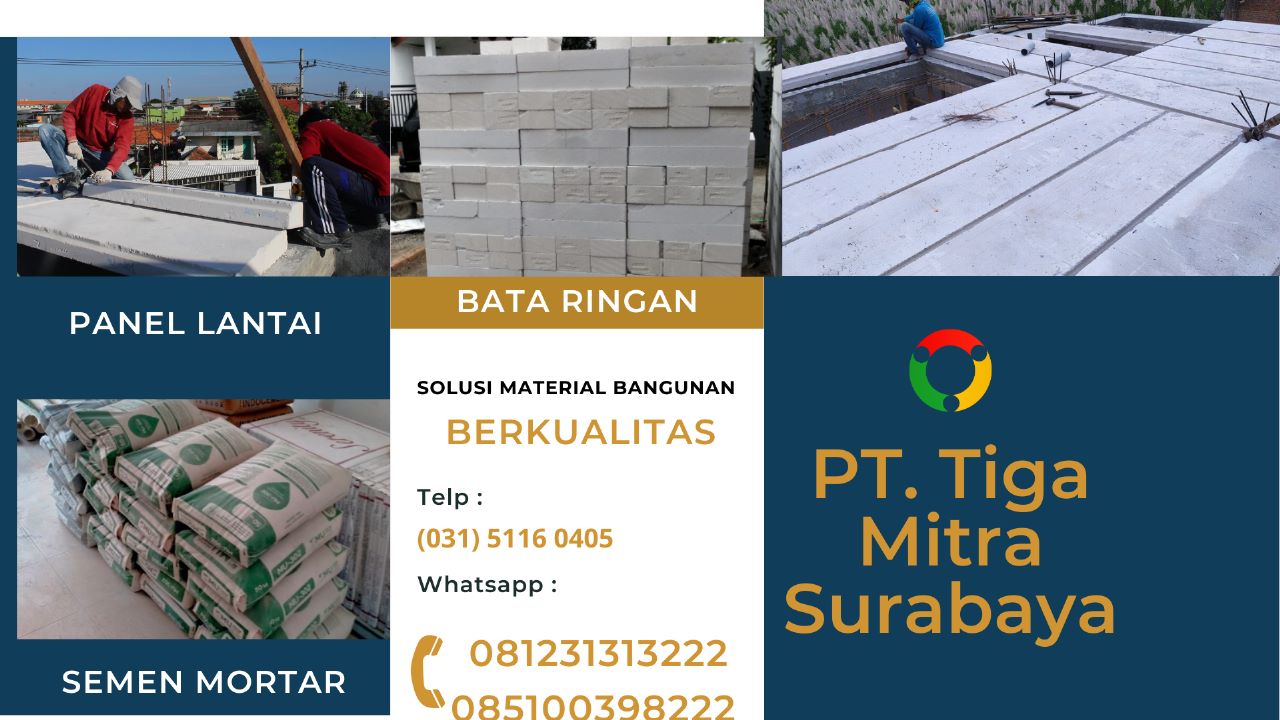 PANEL LANTAI
SEMEN MORTAR
BATA RINGAN
SOLUSI MATERIAL BANGUNAN
BERKUALITAS
Telp :
(031) 5116 0405
Whatsapp :
081231313222
085100398222
PT. Tiga
Mitra
Surabaya